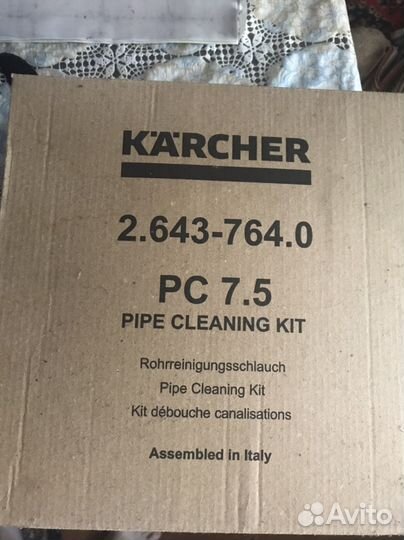 KÄRCHER
2.643-764.0
PC 7.5
PIPE CLEANING KIT
Rohrreinigungsschlauch
Pipe Cleaning Kit
Kit débouche canalisations
Assembled in Italy
Avito